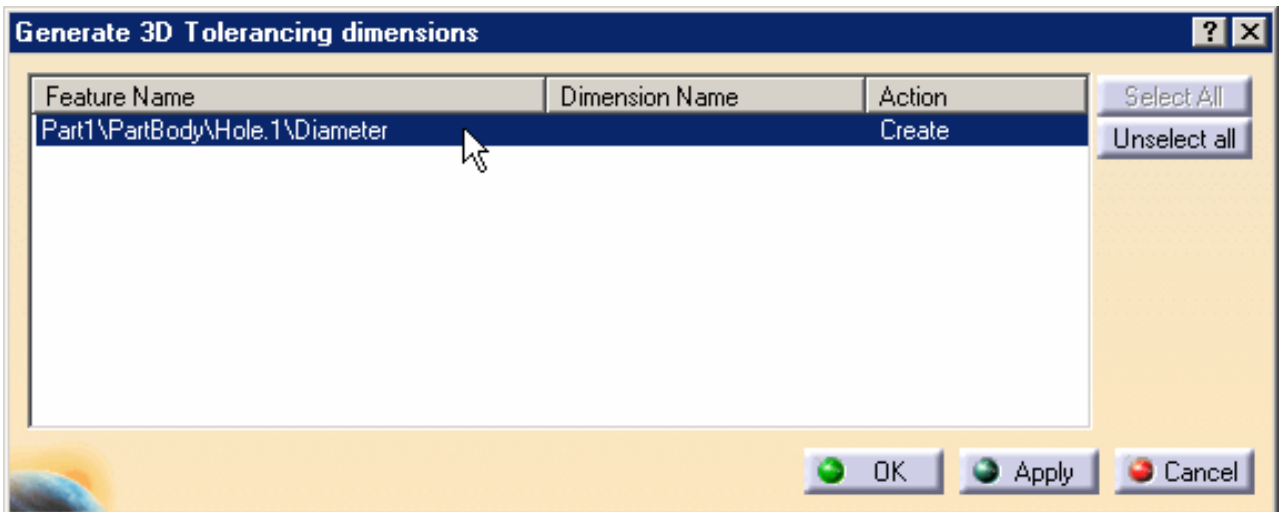 Generate 3D Tolerancing dimensions ? X
Feature Name Dimension Name Action Select All
Part1\PartBody\Hole.1\Diameter Create Unselect all
OK Apply Cancel